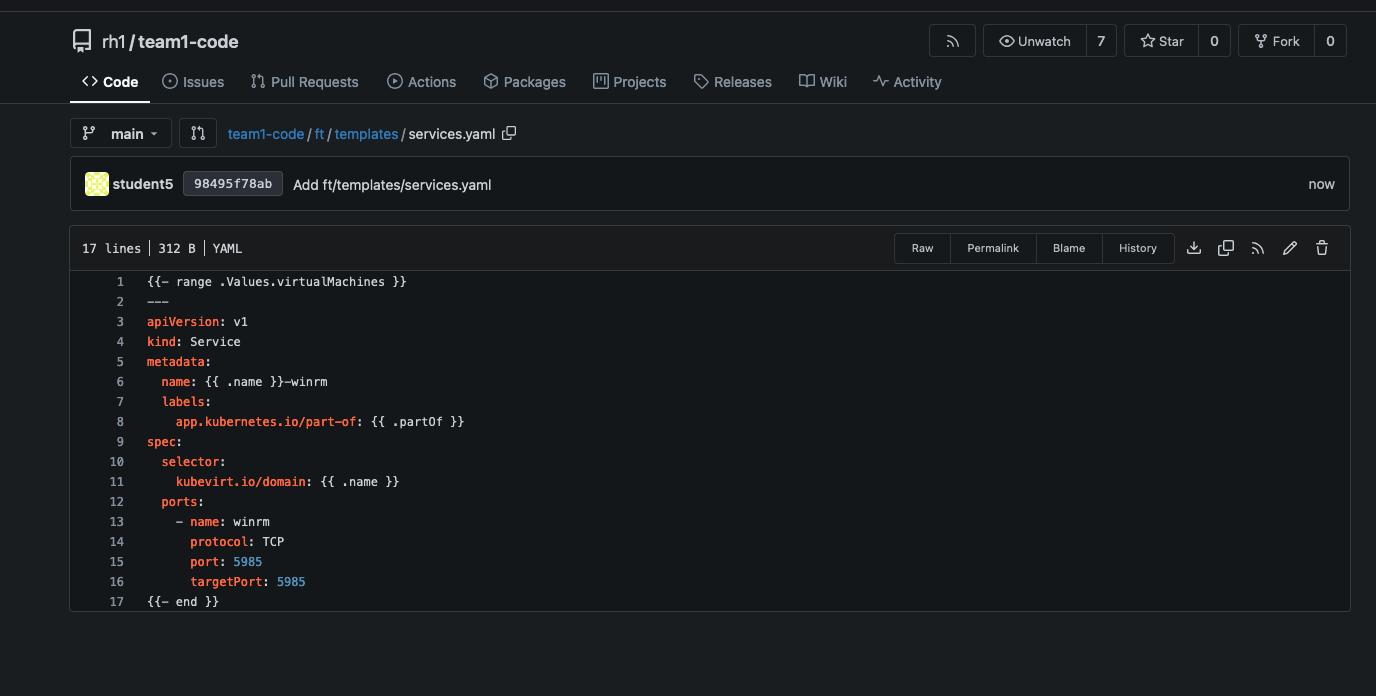 rh1/team1-code
Unwatch 7 Star 0 Fork 0
Code Issues Pull Requests Actions Packages Projects Releases Wiki Activity
main team1-code/ft/templates/services.yaml
student5 98495f78ab Add ft/templates/services.yaml now
17 lines 312 B YAML Raw Permalink Blame History
1 {{- range .Values.virtualMachines }}
2 ---
3 apiVersion: v1
4 kind: Service
5 metadata:
6   name: {{ .name }}-winrm
7   labels:
8     app.kubernetes.io/part-of: {{ .partOf }}
9 spec:
10   selector:
11     kubevirt.io/domain: {{ .name }}
12   ports:
13     - name: winrm
14       protocol: TCP
15       port: 5985
16       targetPort: 5985
17 {{- end }}